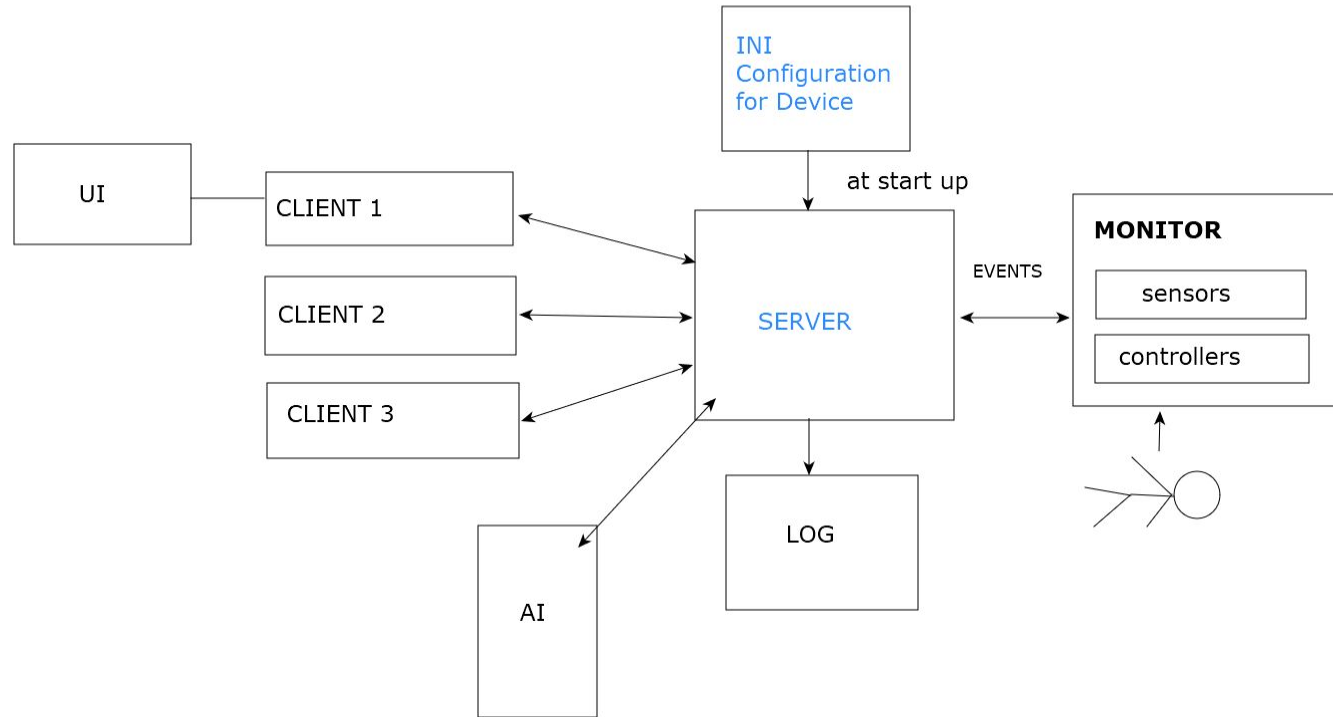 INI
Configuration
for Device
at start up
UI
CLIENT 1
CLIENT 2
CLIENT 3
SERVER
EVENTS
MONITOR
sensors
controllers
LOG
AI